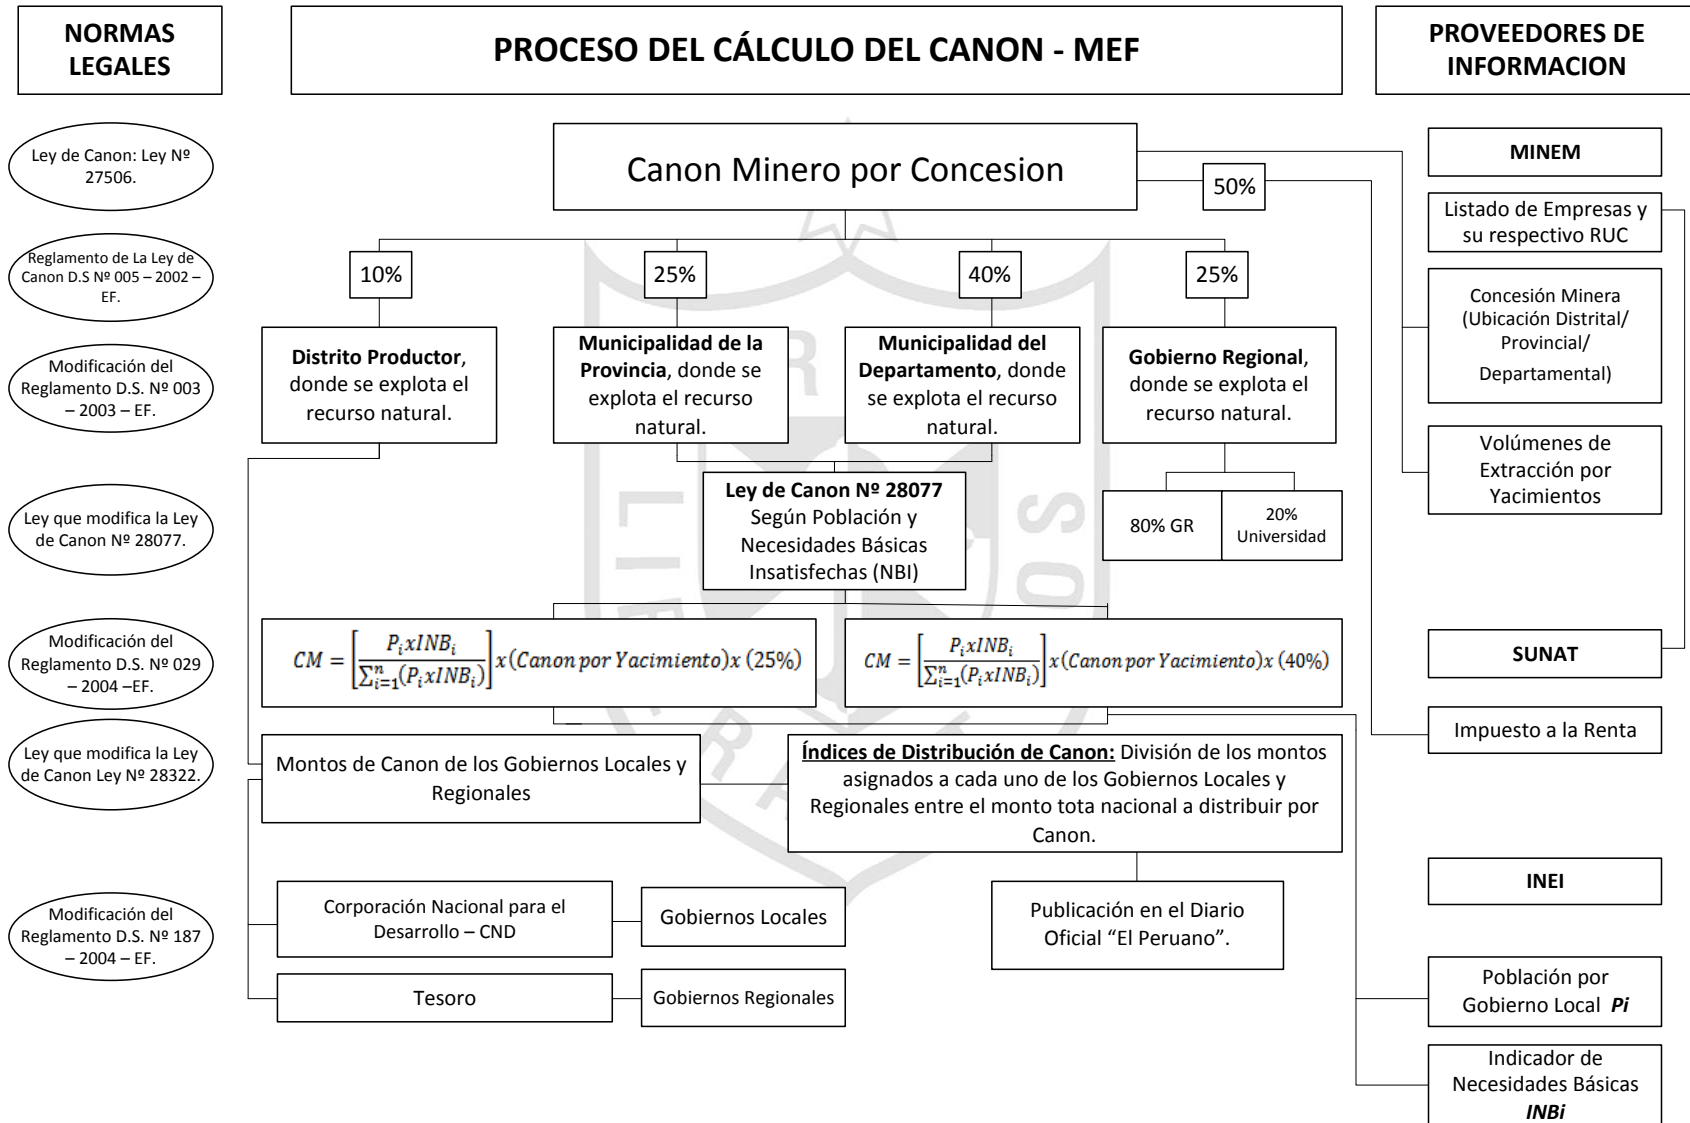 NORMAS
LEGALES
PROCESO DEL CÁLCULO DEL CANON - MEF
PROVEEDORES DE
INFORMACION
Ley de Canon: Ley Nº
27506.
Reglamento de La Ley de
Canon D.S Nº 005 – 2002 –
EF.
Modificación del
Reglamento D.S. Nº 003
– 2003 – EF.
Ley que modifica la Ley
de Canon Nº 28077.
Modificación del
Reglamento D.S. Nº 029
– 2004 –EF.
Ley que modifica la Ley
de Canon Ley Nº 28322.
Modificación del
Reglamento D.S. Nº 187
– 2004 – EF.
Canon Minero por Concesion
50%
10%
25%
40%
25%
Distrito Productor,
donde se explota el
recurso natural.
Municipalidad de la
Provincia, donde se
explota el recurso
natural.
Municipalidad del
Departamento, donde
se explota el recurso
natural.
Gobierno Regional,
donde se explota el
recurso natural.
Ley de Canon Nº 28077
Según Población y
Necesidades Básicas
Insatisfechas (NBI)
80% GR
20%
Universidad
CM = [P_i x INB_i / ∑_{i=1}^{n}(P_i x INB_i)] x (Canon por Yacimiento) x (25%)
CM = [P_i x INB_i / ∑_{i=1}^{n}(P_i x INB_i)] x (Canon por Yacimiento) x (40%)
Montos de Canon de los Gobiernos Locales y
Regionales
Índices de Distribución de Canon: División de los montos
asignados a cada uno de los Gobiernos Locales y
Regionales entre el monto tota nacional a distribuir por
Canon.
Corporación Nacional para el
Desarrollo – CND
Gobiernos Locales
Tesoro
Gobiernos Regionales
Publicación en el Diario
Oficial “El Peruano”.
MINEM
Listado de Empresas y
su respectivo RUC
Concesión Minera
(Ubicación Distrital/
Provincial/
Departamental)
Volúmenes de
Extracción por
Yacimientos
SUNAT
Impuesto a la Renta
INEI
Población por
Gobierno Local Pi
Indicador de
Necesidades Básicas
INBi